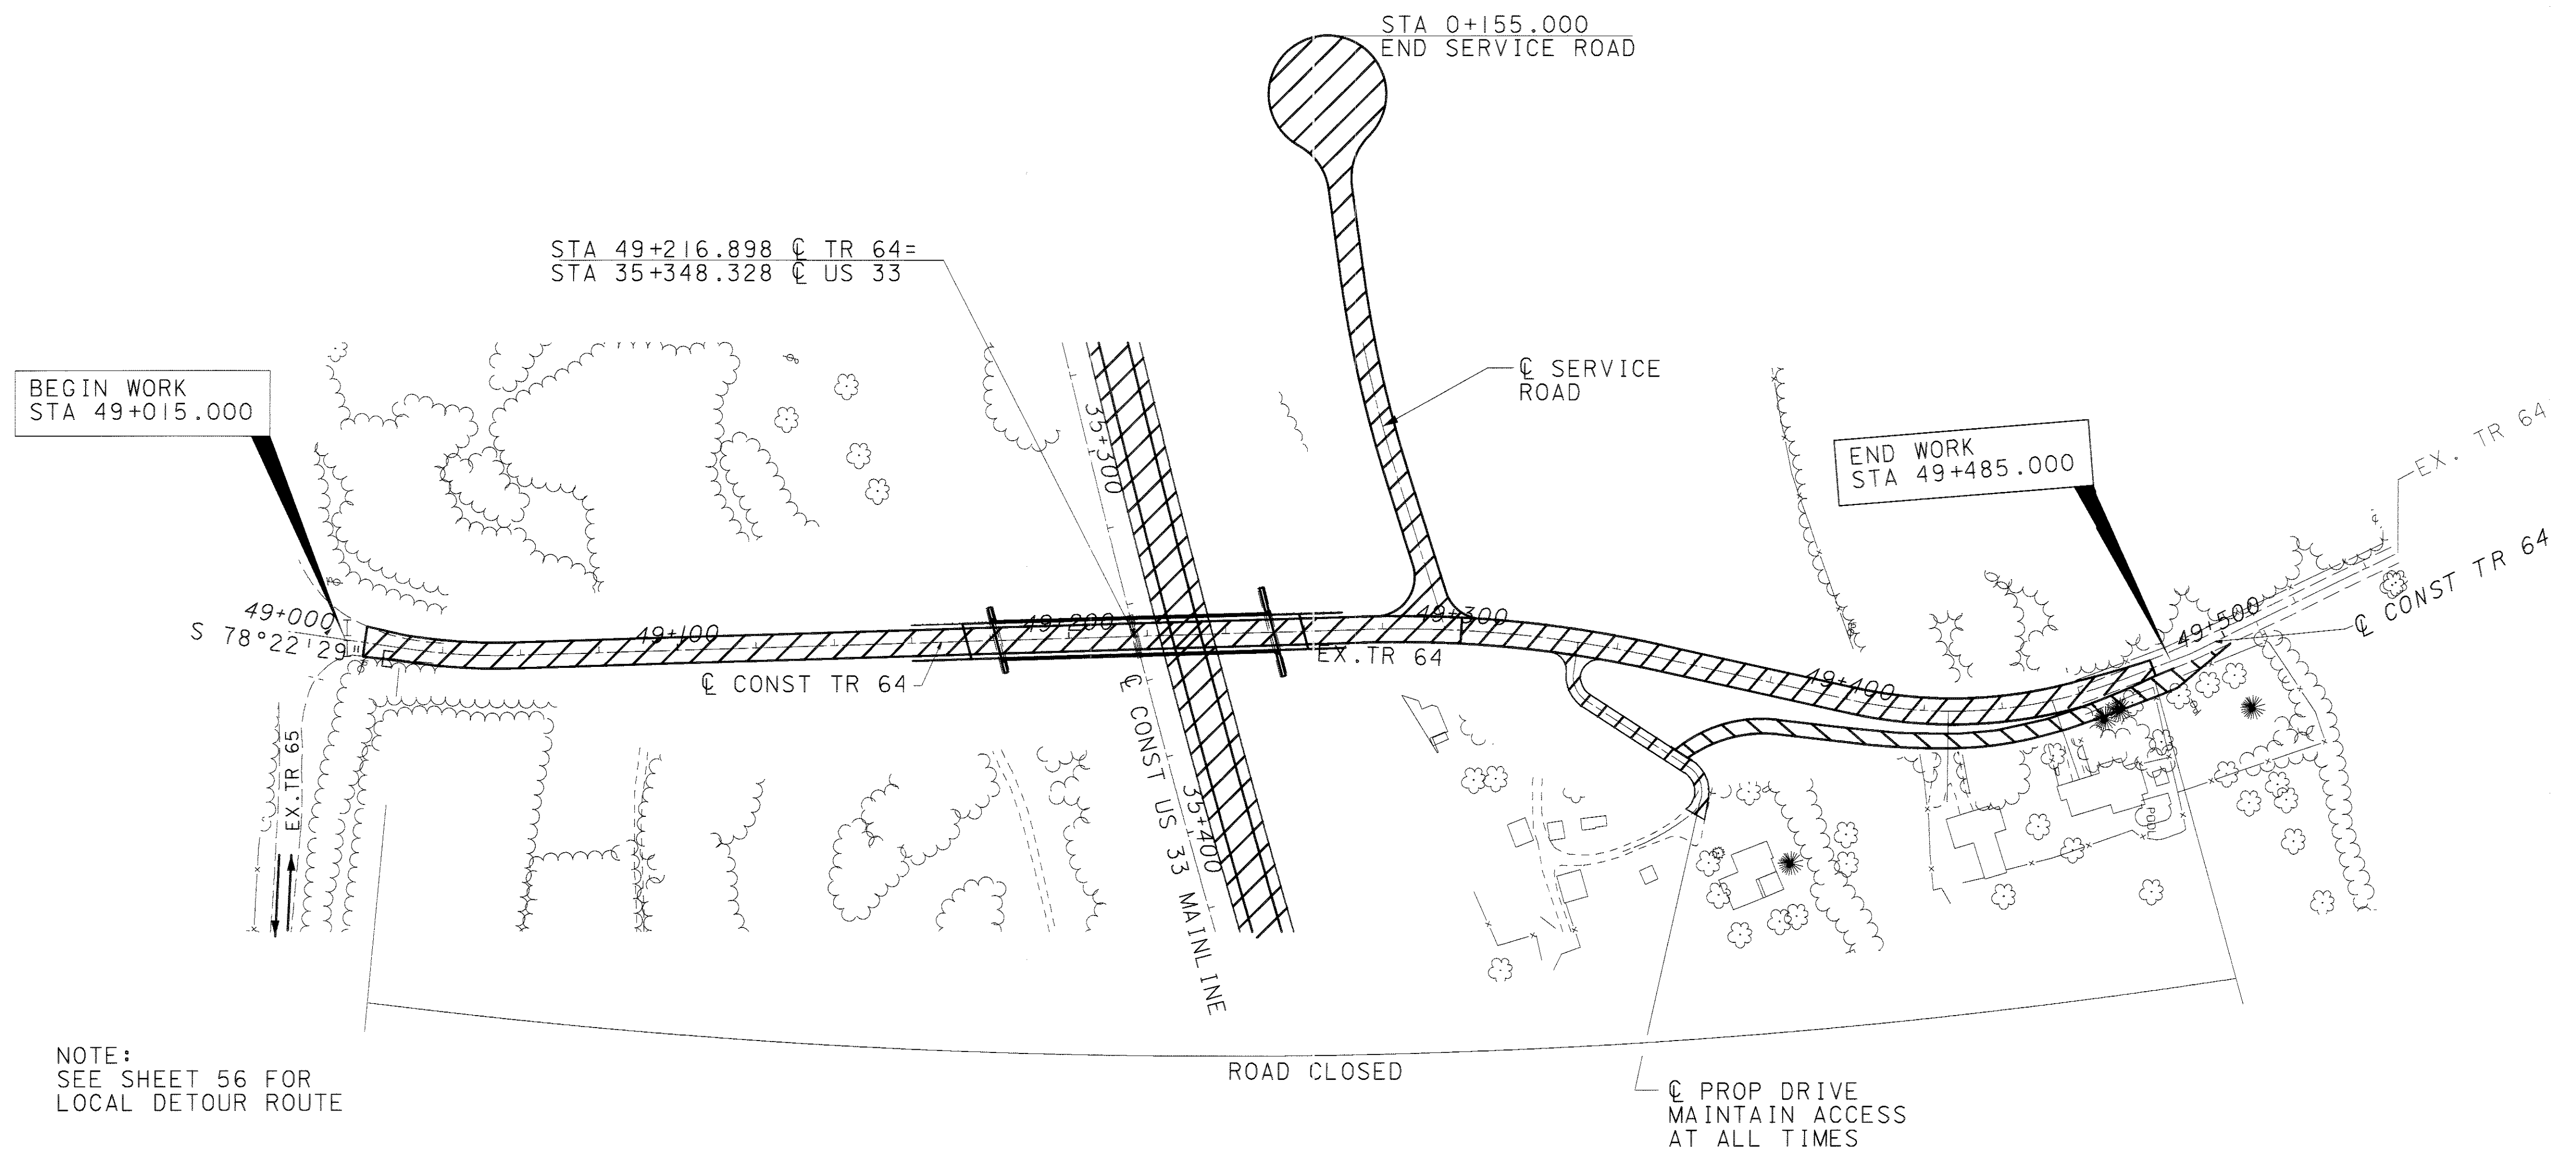 STA 0+155.000
END SERVICE ROAD
STA 49+216.898 ℄ TR 64=
STA 35+348.328 ℄ US 33
BEGIN WORK
STA 49+015.000
℄ SERVICE
ROAD
END WORK
STA 49+485.000
EX. TR 64
℄ CONST TR 64
35+300
49+000
S 78°22'29"
49+100
49+200
49+300
49+400
49+500
EX.TR 64
℄ CONST TR 64
℄ CONST US 33 MAINLINE
35+400
EX.TR 65
POOL
ROAD CLOSED
NOTE:
SEE SHEET 56 FOR
LOCAL DETOUR ROUTE
℄ PROP DRIVE
MAINTAIN ACCESS
AT ALL TIMES